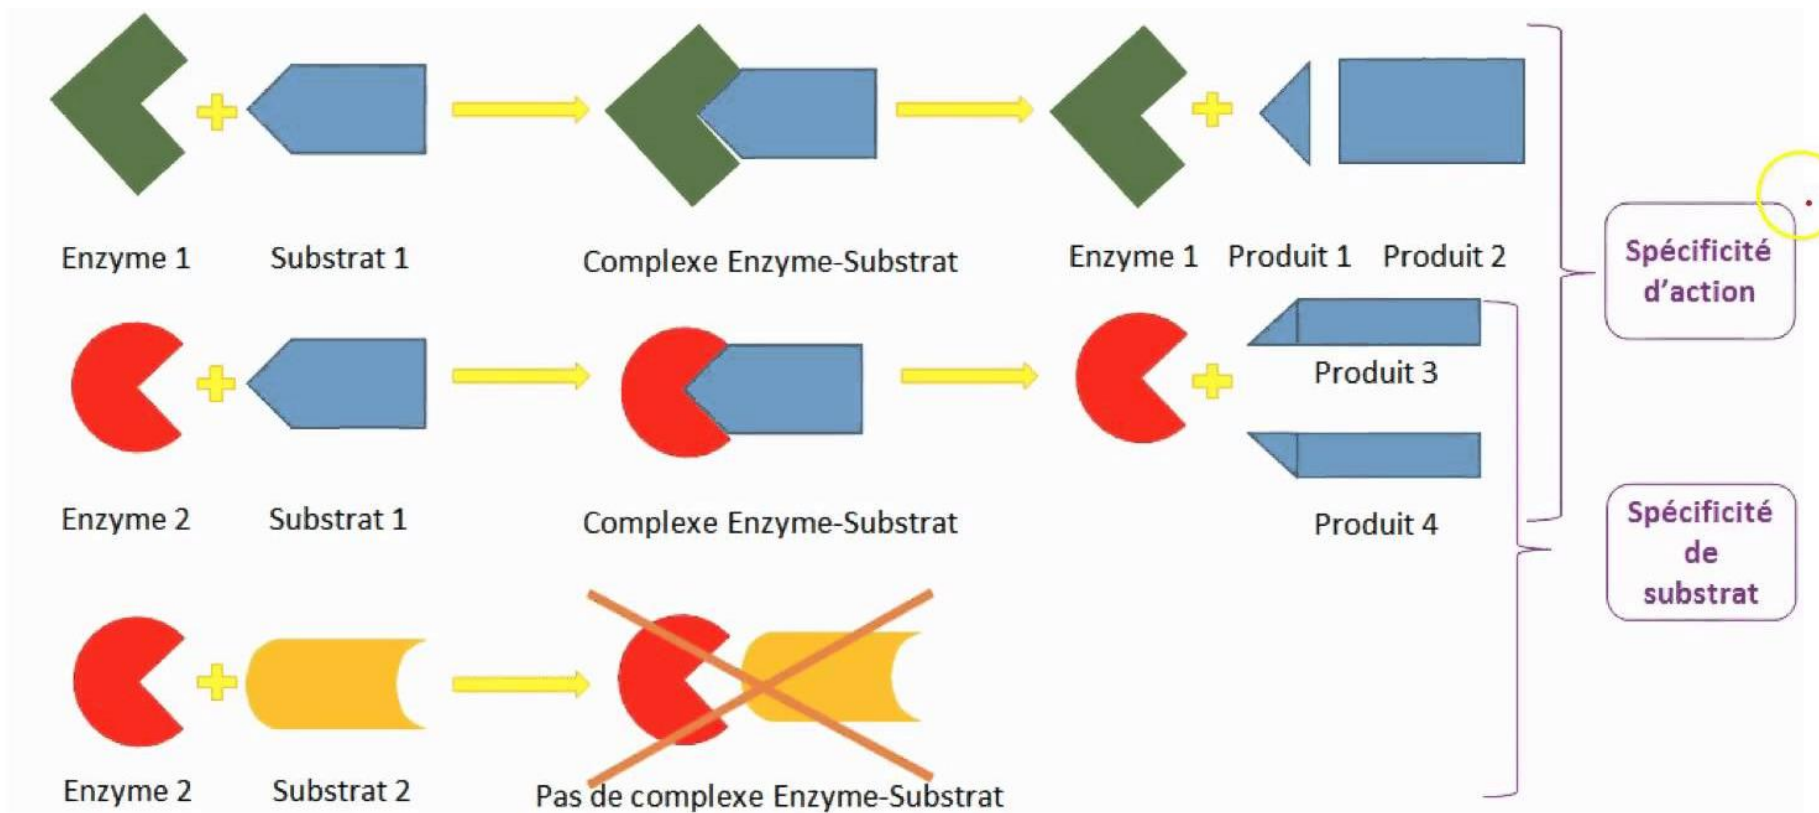 Enzyme 1 Substrat 1 Complexe Enzyme-Substrat Enzyme 1 Produit 1 Produit 2
Spécificité
d'action
Produit 3
Enzyme 2 Substrat 1 Complexe Enzyme-Substrat Produit 4
Spécificité
de
substrat
Enzyme 2 Substrat 2 Pas de complexe Enzyme-Substrat